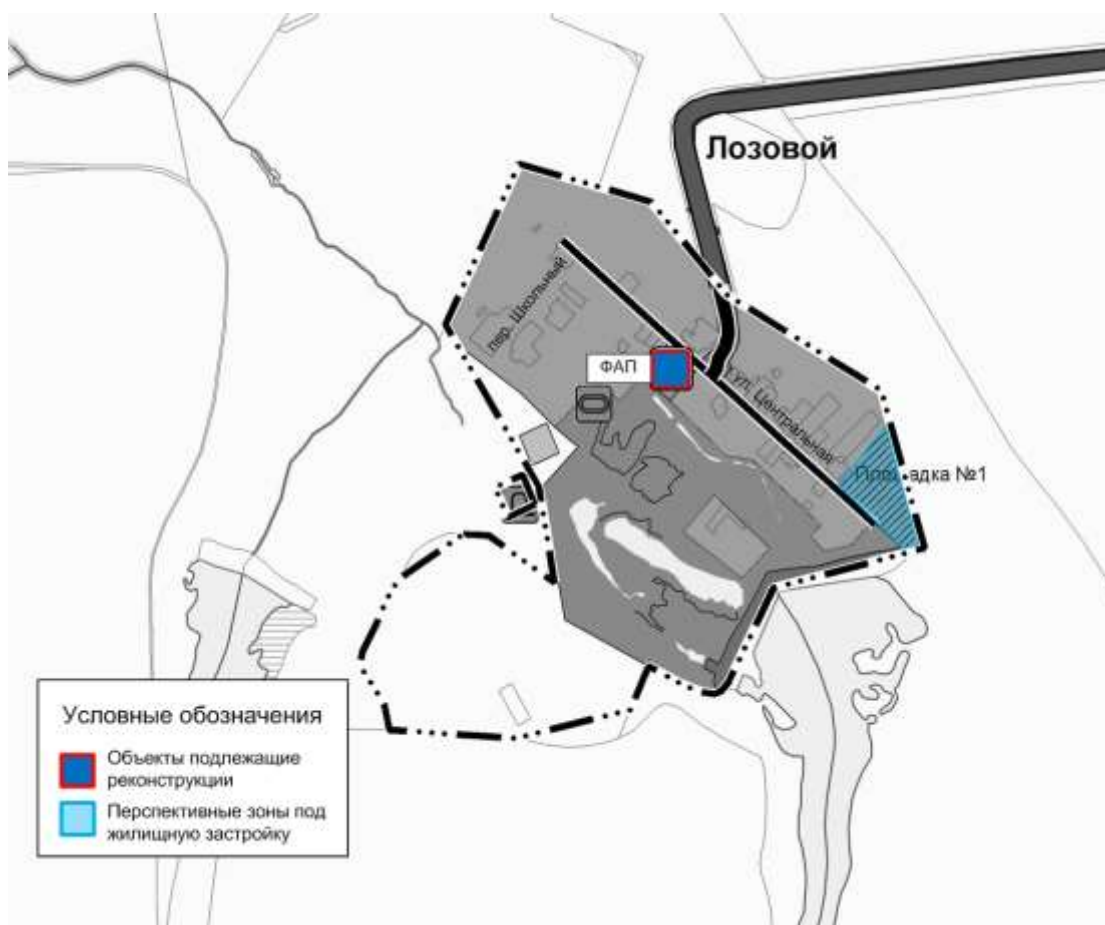 Лозовой
пер. Школьный
ФАП
ул. Центральная
Площадка №1
Условные обозначения
Объекты подлежащие
реконструкции
Перспективные зоны под
жилищную застройку